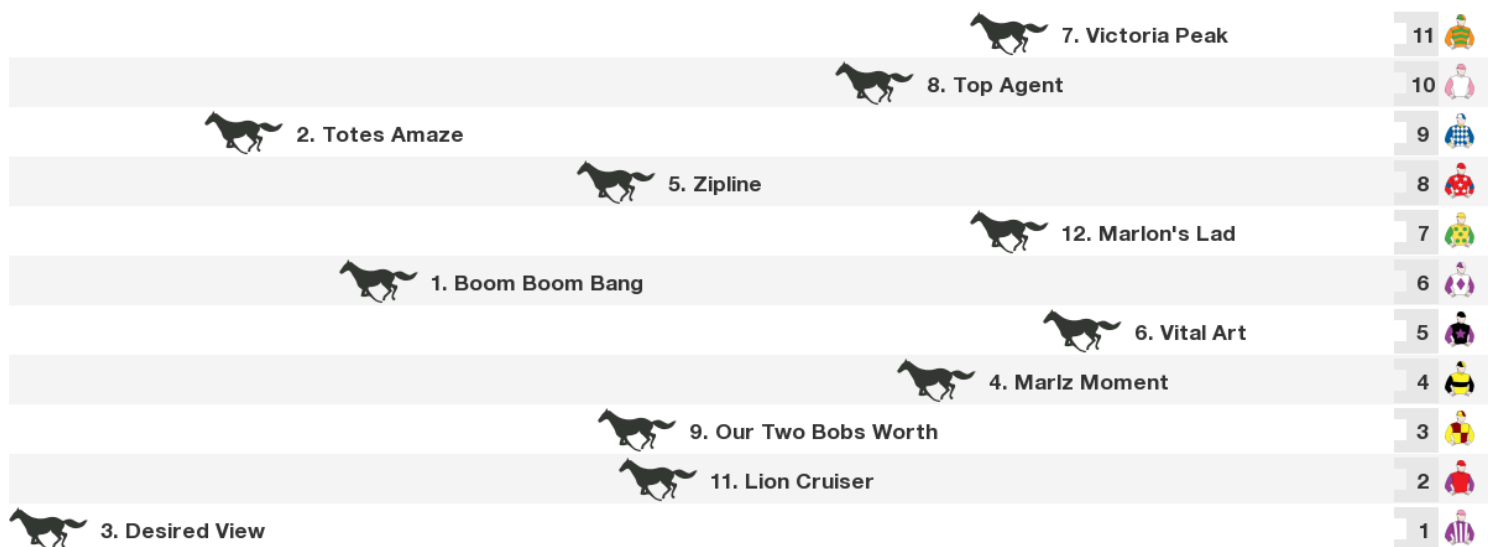 7. Victoria Peak 11
8. Top Agent 10
2. Totes Amaze 9
5. Zipline 8
12. Marlon's Lad 7
1. Boom Boom Bang 6
6. Vital Art 5
4. Marlz Moment 4
9. Our Two Bobs Worth 3
11. Lion Cruiser 2
3. Desired View 1